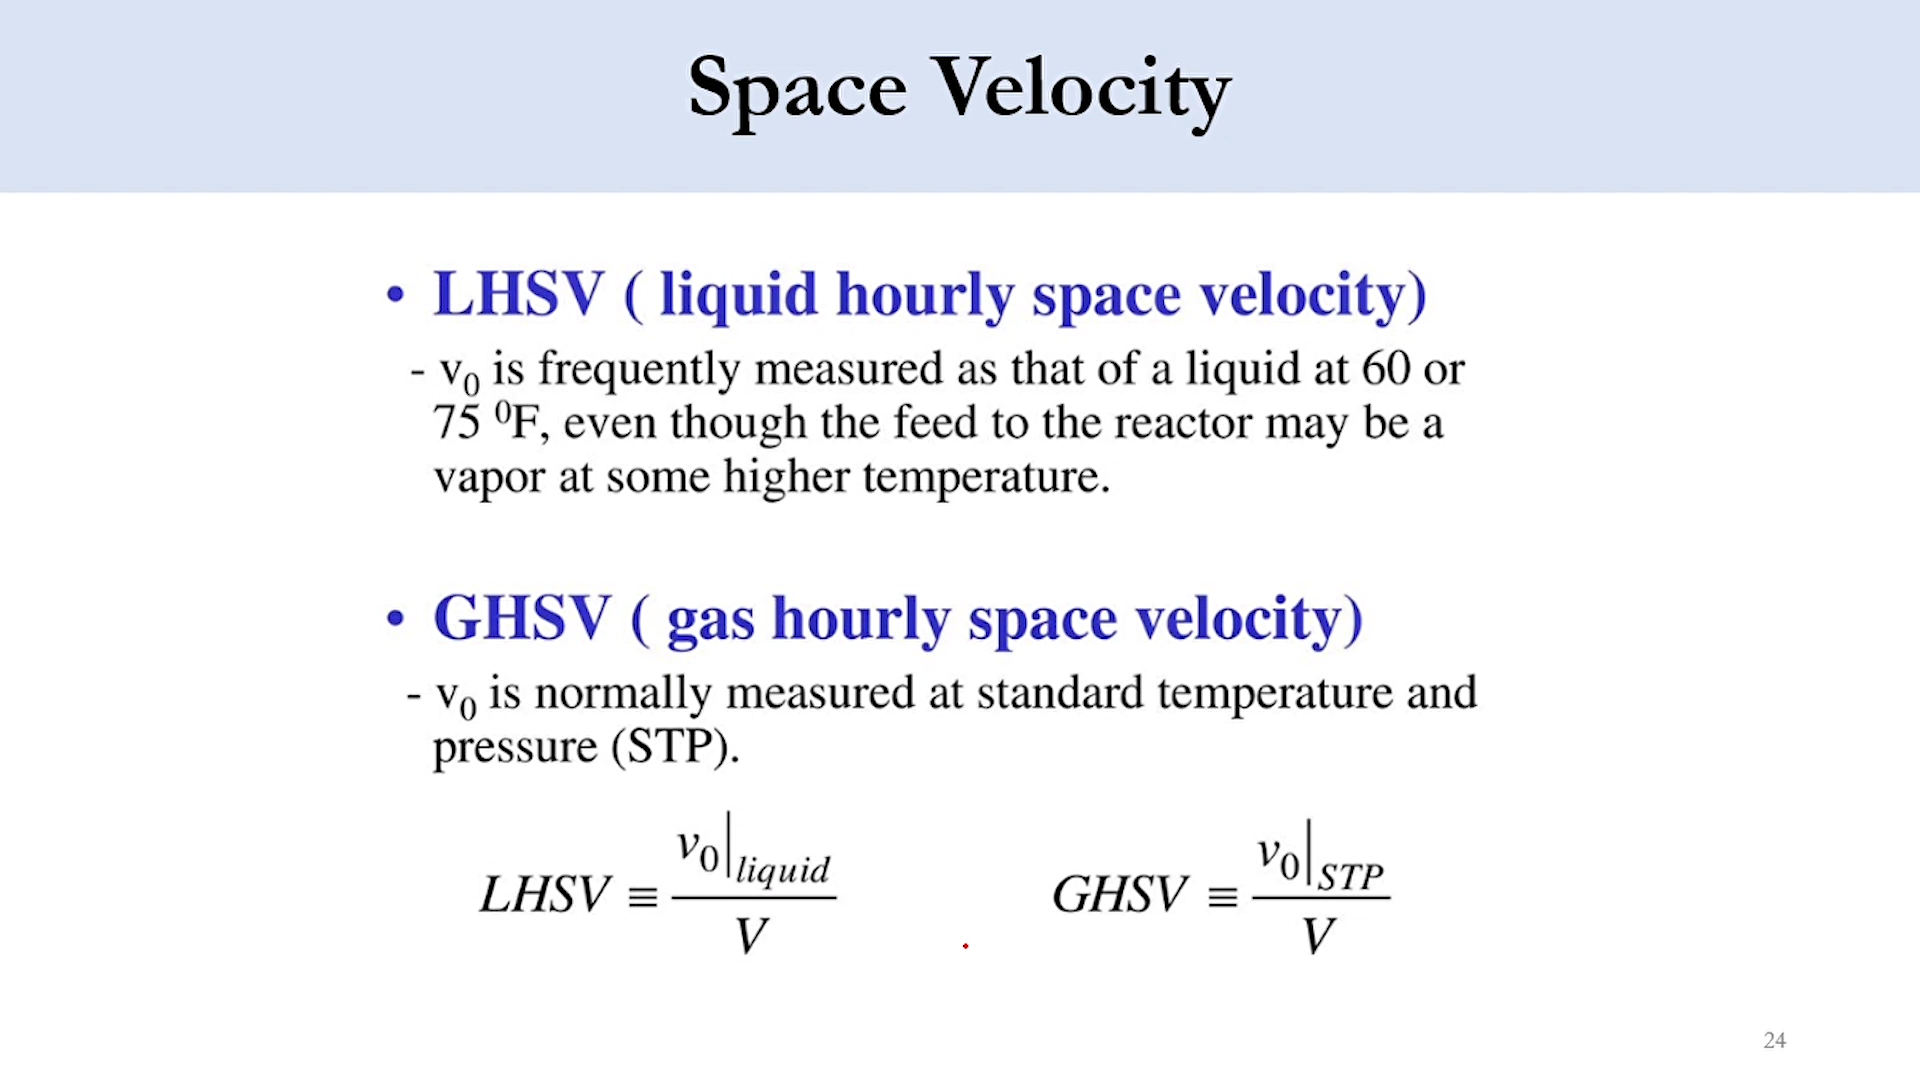 Space Velocity
• LHSV ( liquid hourly space velocity)
- v₀ is frequently measured as that of a liquid at 60 or
75 ⁰F, even though the feed to the reactor may be a
vapor at some higher temperature.
• GHSV ( gas hourly space velocity)
- v₀ is normally measured at standard temperature and
pressure (STP).
LHSV ≡ v₀|liquid / V
GHSV ≡ v₀|STP / V
24